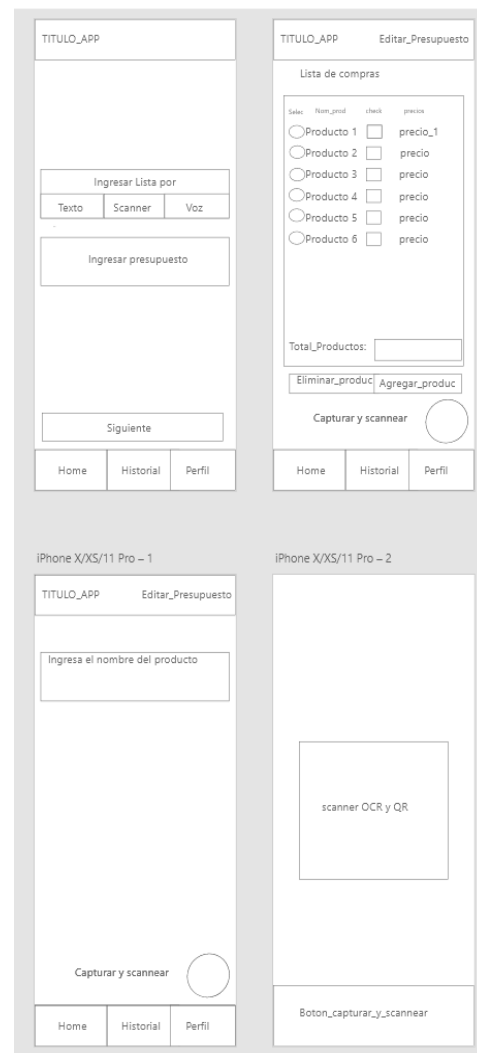 TITULO_APP
Ingresar Lista por
Texto Scanner Voz
Ingresar presupuesto
Siguiente
Home Historial Perfil
TITULO_APP Editar_Presupuesto
Lista de compras
Selec Nom_prod check precios
Producto 1 precio_1
Producto 2 precio
Producto 3 precio
Producto 4 precio
Producto 5 precio
Producto 6 precio
Total_Productos:
Eliminar_produc Agregar_produc
Capturar y scannear
Home Historial Perfil
iPhone X/XS/11 Pro – 1
TITULO_APP Editar_Presupuesto
Ingresa el nombre del producto
Capturar y scannear
Home Historial Perfil
iPhone X/XS/11 Pro – 2
scanner OCR y QR
Boton_capturar_y_scannear